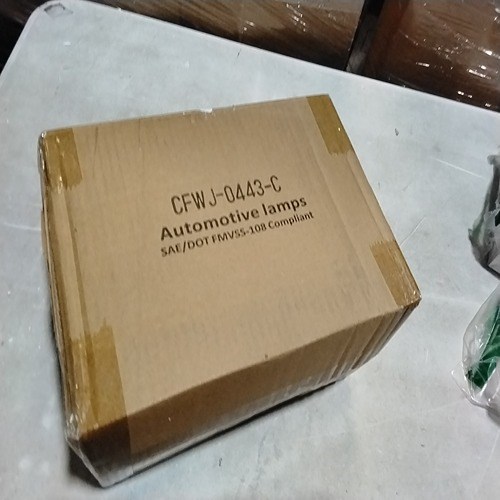 CFWJ-0443-C
Automotive lamps
SAE/DOT FMVSS-108 Compliant